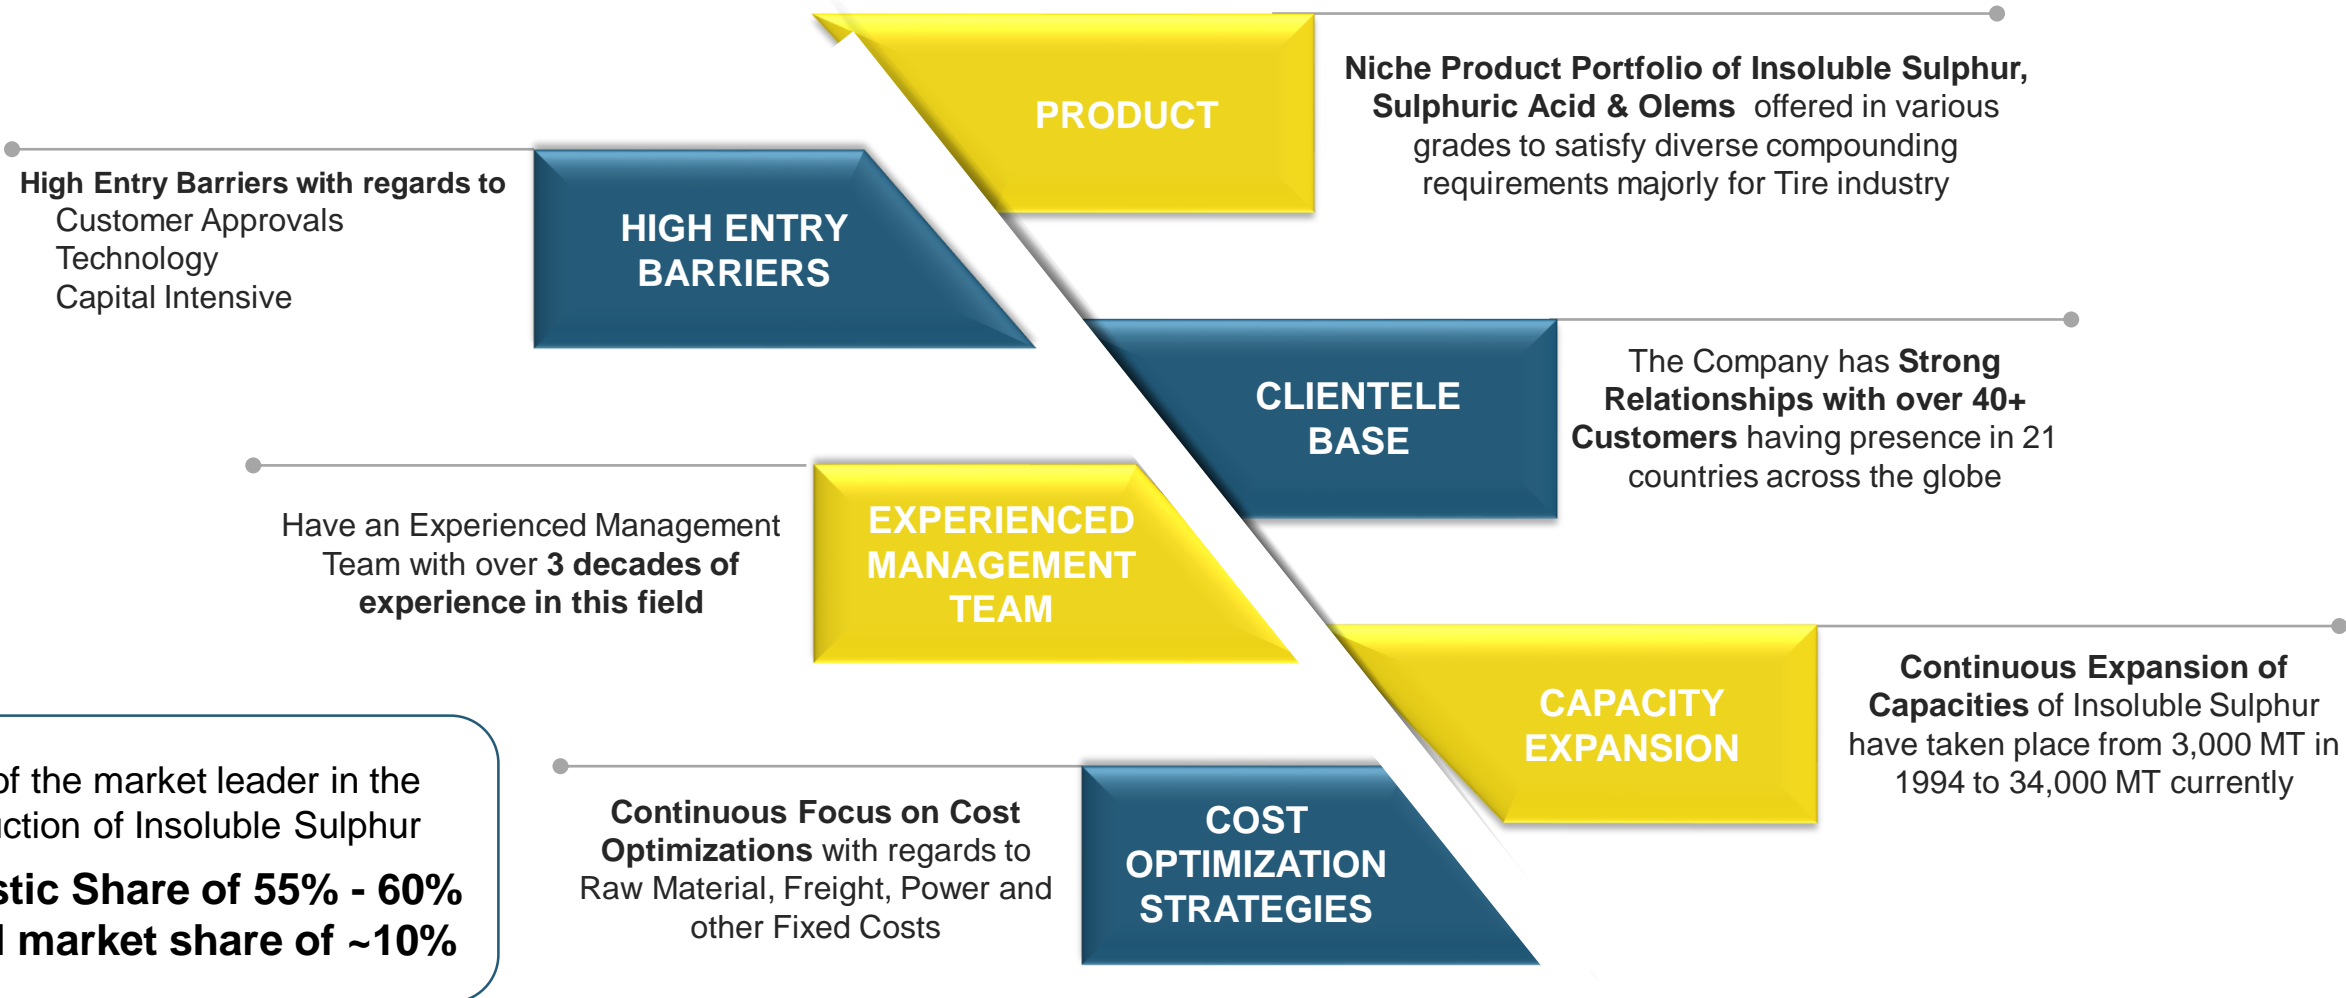 PRODUCT
Niche Product Portfolio of Insoluble Sulphur,
Sulphuric Acid & Olems offered in various
grades to satisfy diverse compounding
requirements majorly for Tire industry
High Entry Barriers with regards to
Customer Approvals
Technology
Capital Intensive
HIGH ENTRY
BARRIERS
CLIENTELE
BASE
The Company has Strong
Relationships with over 40+
Customers having presence in 21
countries across the globe
Have an Experienced Management
Team with over 3 decades of
experience in this field
EXPERIENCED
MANAGEMENT
TEAM
CAPACITY
EXPANSION
Continuous Expansion of
Capacities of Insoluble Sulphur
have taken place from 3,000 MT in
1994 to 34,000 MT currently
of the market leader in the
of Insoluble Sulphur
Share of 55% - 60%
market share of ~10%
Continuous Focus on Cost
Optimizations with regards to
Raw Material, Freight, Power and
other Fixed Costs
COST
OPTIMIZATION
STRATEGIES